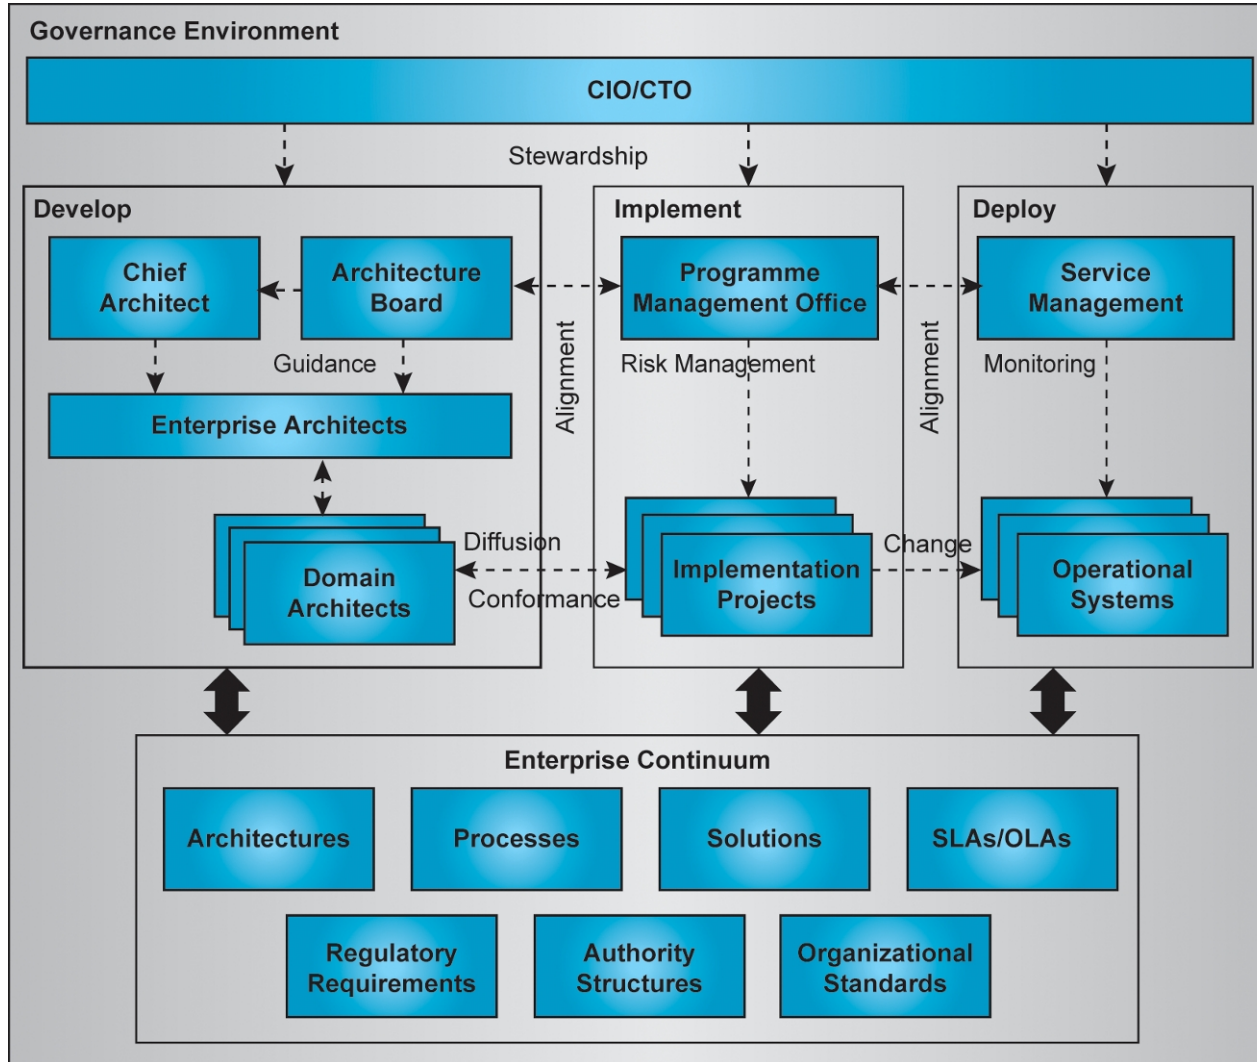 Governance Environment
CIO/CTO
Stewardship
Develop
Chief
Architect
Architecture
Board
Guidance
Enterprise Architects
Domain
Architects
Alignment
Diffusion
Conformance
Implement
Programme
Management Office
Risk Management
Implementation
Projects
Alignment
Change
Deploy
Service
Management
Monitoring
Operational
Systems
Enterprise Continuum
Architectures
Processes
Solutions
SLAs/OLAs
Regulatory
Requirements
Authority
Structures
Organizational
Standards